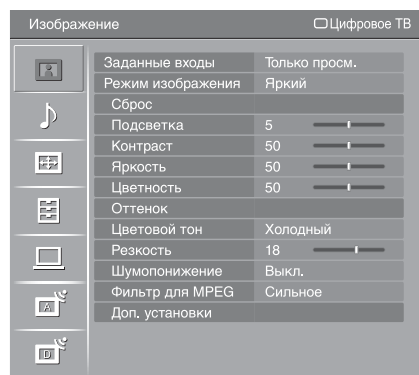 Изображение
Цифровое ТВ
Заданные входы Только просм.
Режим изображения Яркий
Сброс
Подсветка 5
Контраст 50
Яркость 50
Цветность 50
Оттенок
Цветовой тон Холодный
Резкость 18
Шумопонижение Выкл.
Фильтр для MPEG Сильное
Доп. установки
A
D